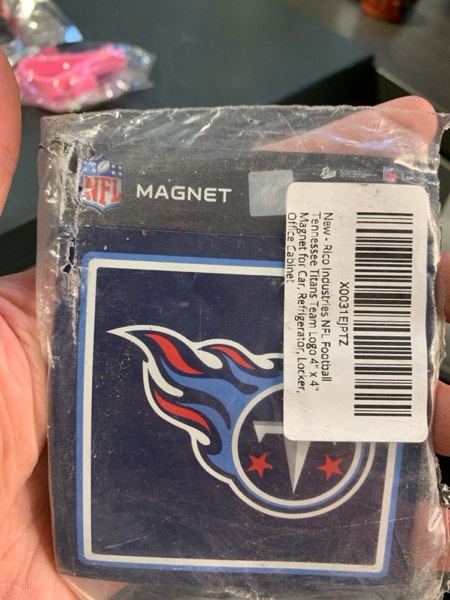 NFL
MAGNET
X0031EJPTZ
New - Rico Industries NFL Football
Tennessee Titans Team Logo 4" x 4"
Magnet for Car, Refrigerator, Locker,
Office Cabinet